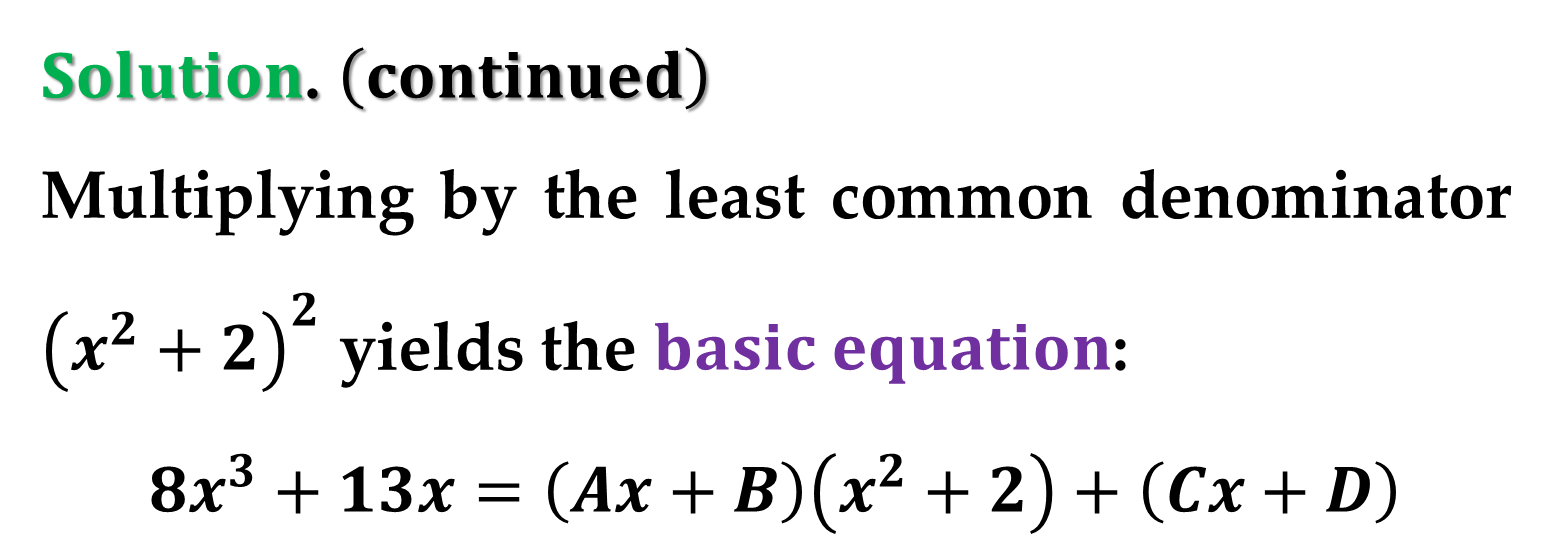 Solution. (continued)
Multiplying by the least common denominator
(x² + 2)² yields the basic equation:
8x³ + 13x = (Ax + B)(x² + 2) + (Cx + D)